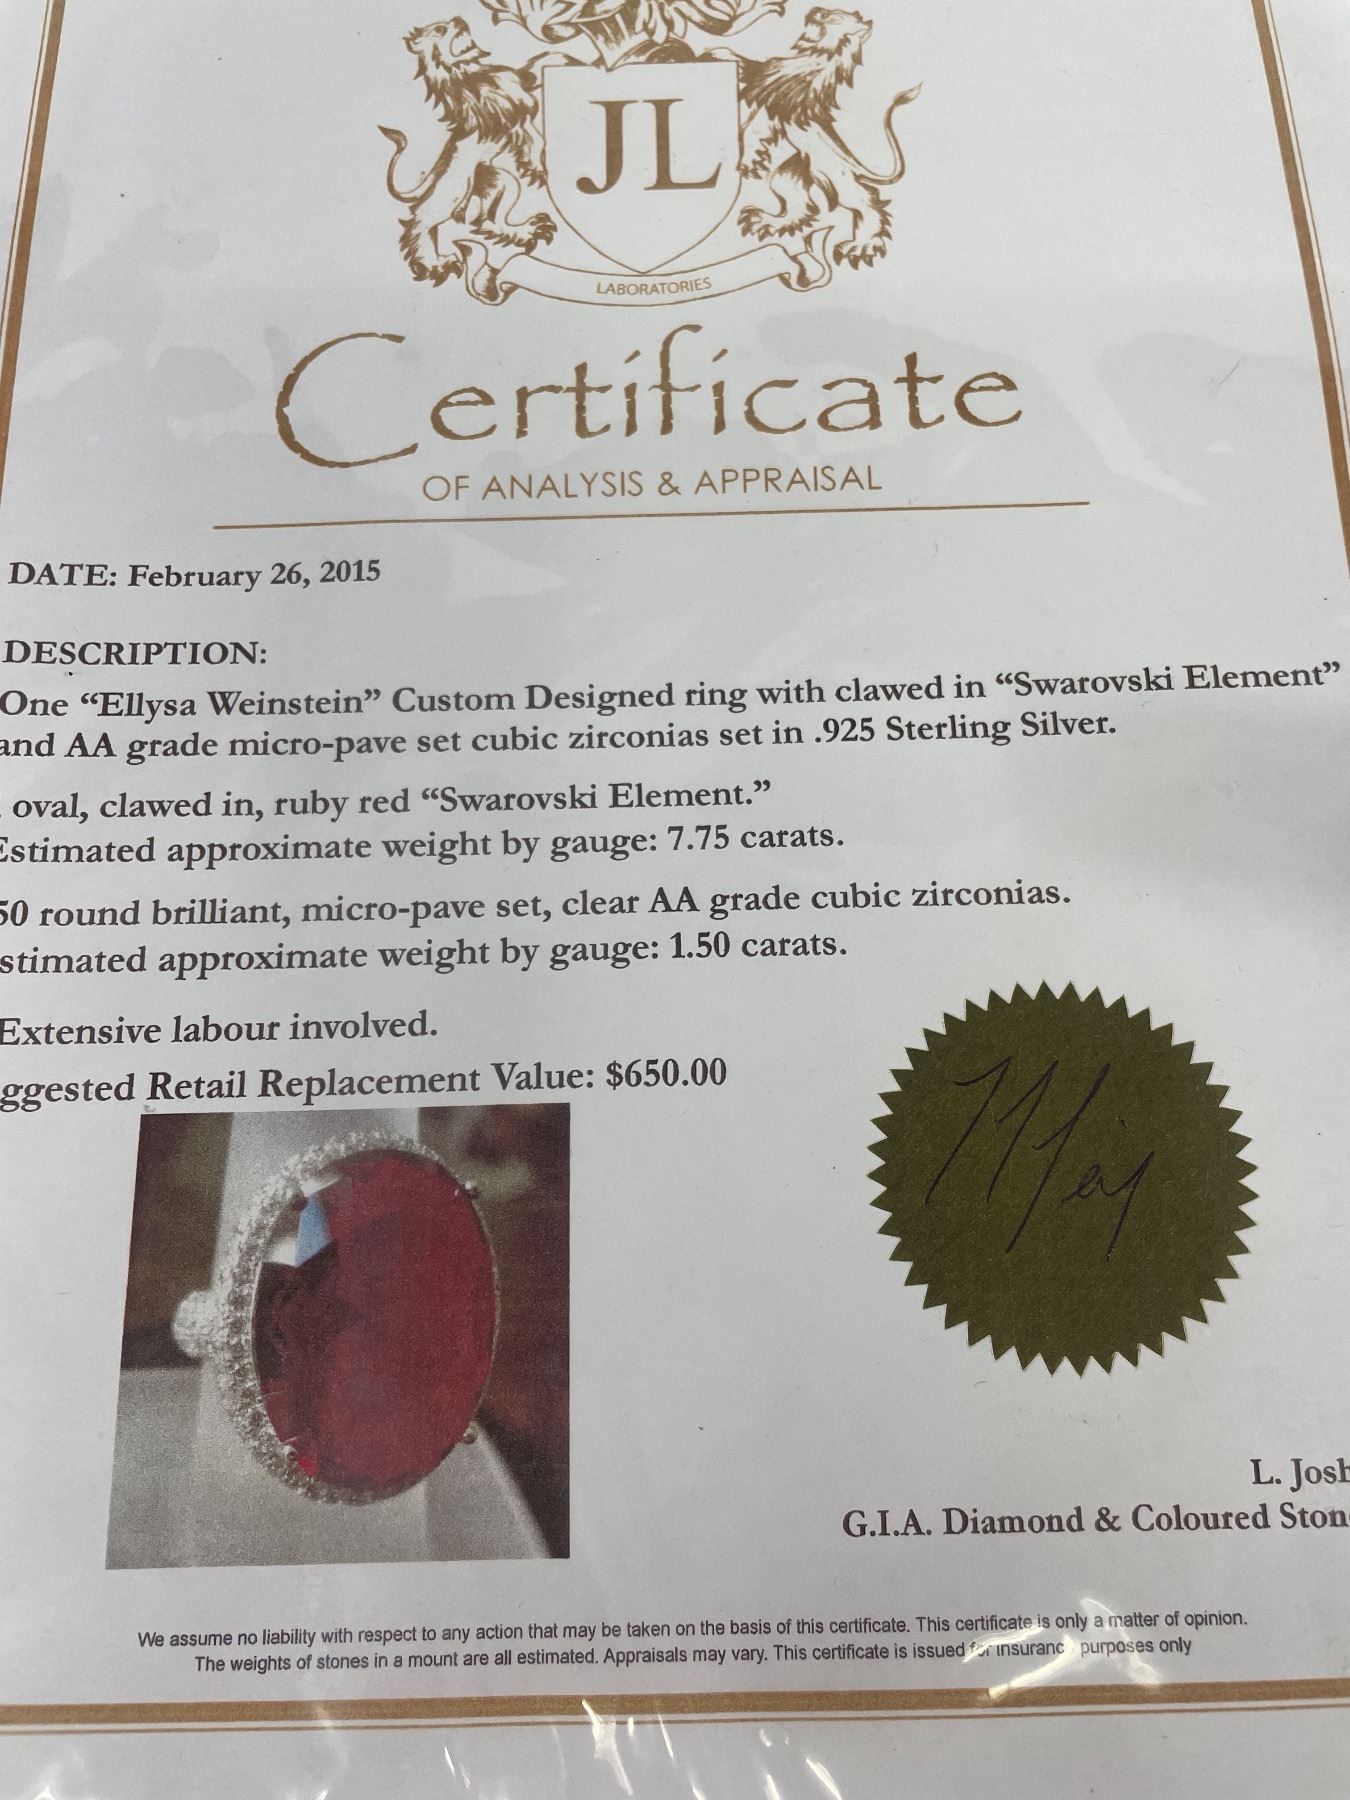 JL
LABORATORIES
Certificate
OF ANALYSIS & APPRAISAL
DATE: February 26, 2015
DESCRIPTION:
One “Ellysa Weinstein” Custom Designed ring with clawed in “Swarovski Element”
and AA grade micro-pave set cubic zirconias set in .925 Sterling Silver.
oval, clawed in, ruby red “Swarovski Element.”
Estimated approximate weight by gauge: 7.75 carats.
50 round brilliant, micro-pave set, clear AA grade cubic zirconias.
stimated approximate weight by gauge: 1.50 carats.
Extensive labour involved.
ggested Retail Replacement Value: $650.00
L. Josh
G.I.A. Diamond & Coloured Ston
We assume no liability with respect to any action that may be taken on the basis of this certificate. This certificate is only a matter of opinion.
The weights of stones in a mount are all estimated. Appraisals may vary. This certificate is issued for insuranc purposes only